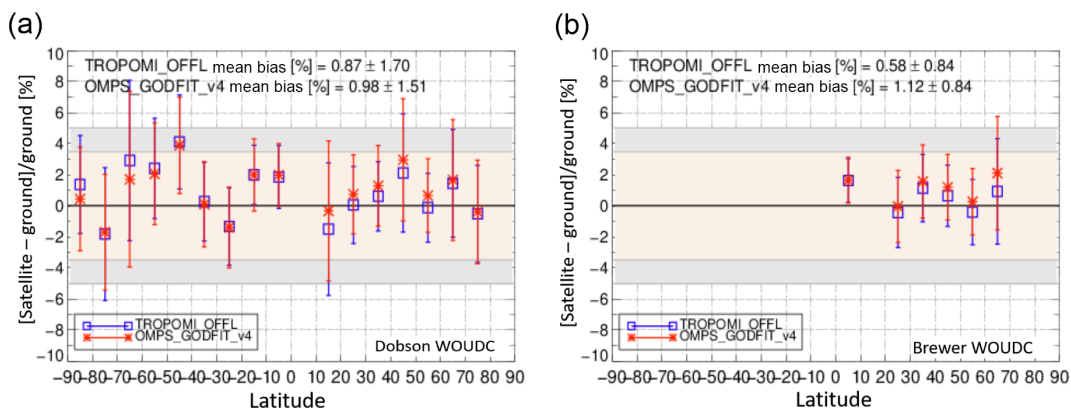 (a)
[Satellite – ground]/ground [%]
10
8
6
4
2
0
−2
−4
−6
−8
−10
TROPOMI_OFFL mean bias [%] = 0.87 ± 1.70
OMPS_GODFIT_v4 mean bias [%] = 0.98 ± 1.51
TROPOMI_OFFL
OMPS_GODFIT_v4
Dobson WOUDC
−90−80−70−60−50−40−30−20−10 0 10 20 30 40 50 60 70 80 90
Latitude
(b)
[Satellite – ground]/ground [%]
10
8
6
4
2
0
−2
−4
−6
−8
−10
TROPOMI_OFFL mean bias [%] = 0.58 ± 0.84
OMPS_GODFIT_v4 mean bias [%] = 1.12 ± 0.84
TROPOMI_OFFL
OMPS_GODFIT_v4
Brewer WOUDC
−90−80−70−60−50−40−30−20−10 0 10 20 30 40 50 60 70 80 90
Latitude